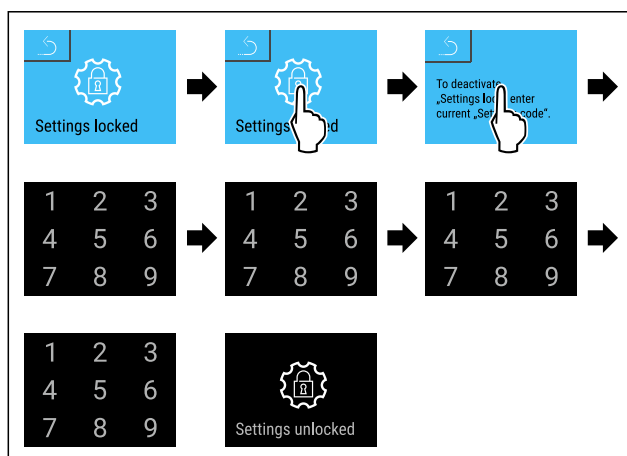 Settings locked
Settings
To deactivate
„Settings lock enter
current „Set code“.
1 2 3
4 5 6
7 8 9
1 2 3
4 5 6
7 8 9
1 2 3
4 5 6
7 8 9
1 2 3
4 5 6
7 8 9
Settings unlocked